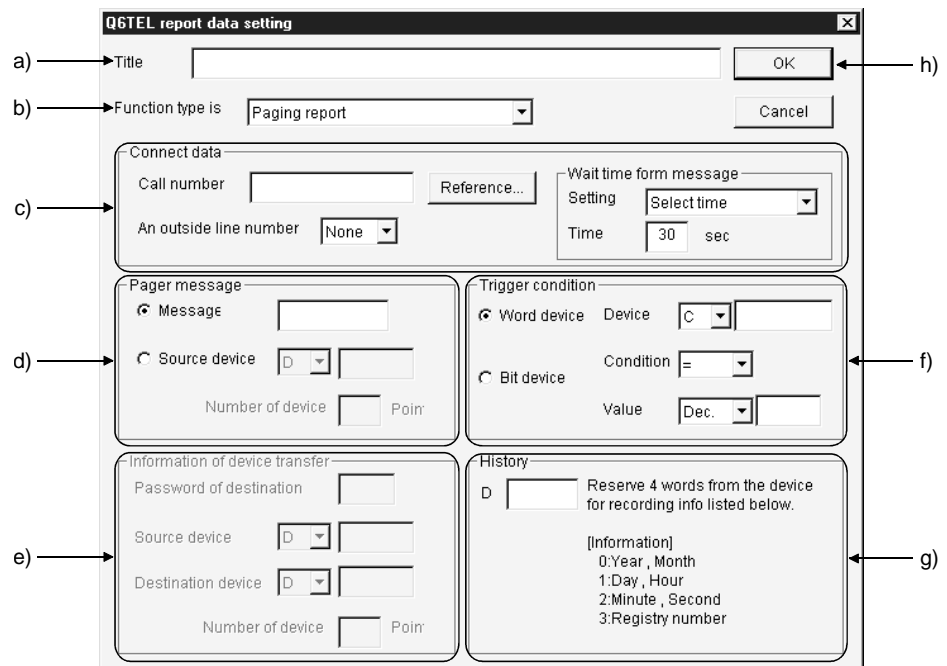 Q6TEL report data setting
a)
Title
OK
h)
b)
Function type is
Paging report
Cancel
Connect data
c)
Call number
Reference...
An outside line number
None
Wait time form message
Setting
Select time
Time
30
sec
Pager message
d)
Message
Source device
D
Number of device
Poin
Trigger condition
Word device
Device
C
Bit device
Condition
=
Value
Dec.
f)
Information of device transfer
e)
Password of destination
Source device
D
Destination device
D
Number of device
Poin
History
D
Reserve 4 words from the device
for recording info listed below.
[Information]
0:Year , Month
1:Day , Hour
2:Minute , Second
3:Registry number
g)